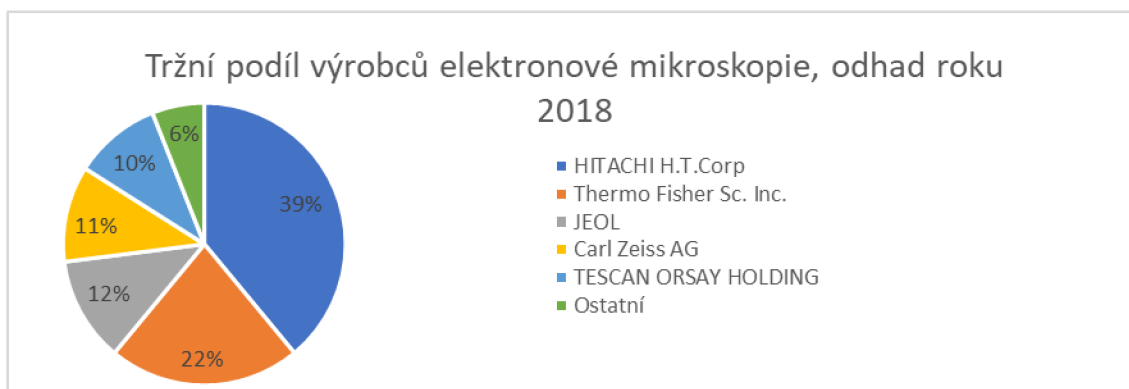 Tržní podíl výrobců elektronové mikroskopie, odhad roku
2018
6%
10%
39%
11%
12%
22%
HITACHI H.T.Corp
Thermo Fisher Sc. Inc.
JEOL
Carl Zeiss AG
TESCAN ORSAY HOLDING
Ostatní